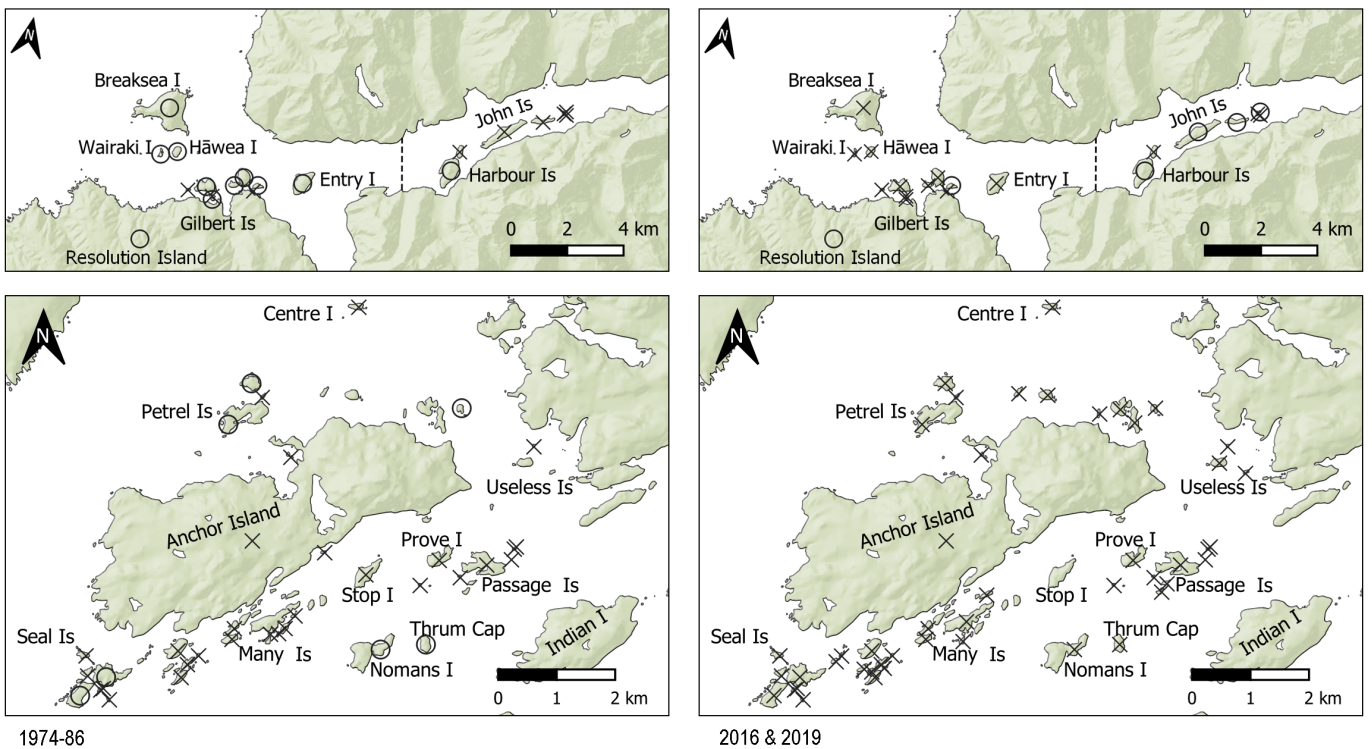 N
Breaksea I
John Is
Wairaki I
Hāwea I
Harbour Is
Entry I
Gilbert Is
0 2 4 km
Resolution Island
N
Breaksea I
John Is
Wairaki I
Hāwea I
Harbour Is
Entry I
Gilbert Is
0 2 4 km
Resolution Island
N
Centre I
Petrel Is
Useless Is
Anchor Island
Prove I
Passage Is
Stop I
Thrum Cap
Indian I
Seal Is
Many Is
Nomans I
0 1 2 km
N
Centre I
Petrel Is
Useless Is
Anchor Island
Prove I
Passage Is
Stop I
Thrum Cap
Indian I
Seal Is
Many Is
Nomans I
0 1 2 km
1974-86
2016 & 2019